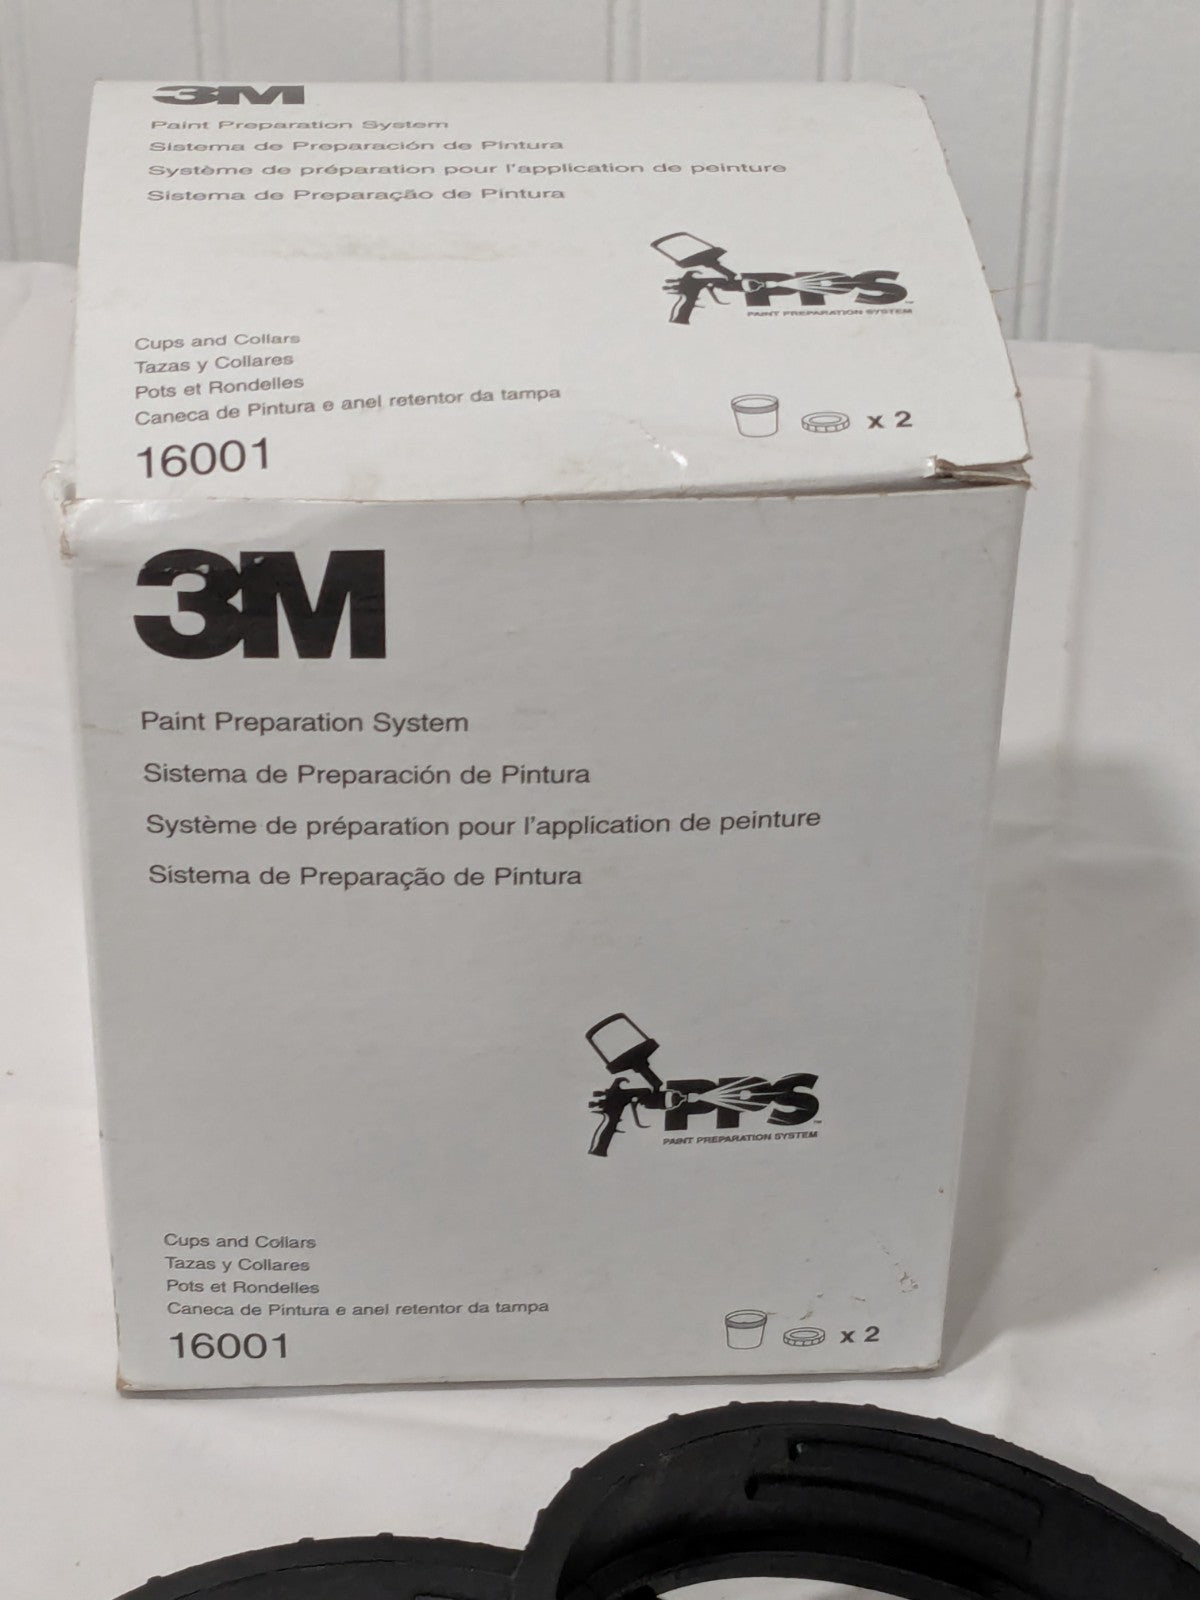 3M
Paint Preparation System
Sistema de Preparación de Pintura
Système de préparation pour l'application de peinture
Sistema de Preparação de Pintura
PPS™
PAINT PREPARATION SYSTEM
Cups and Collars
Tazas y Collares
Pots et Rondelles
Caneca de Pintura e anel retentor da tampa
16001
x 2
3M
Paint Preparation System
Sistema de Preparación de Pintura
Système de préparation pour l'application de peinture
Sistema de Preparação de Pintura
PPS™
PAINT PREPARATION SYSTEM
Cups and Collars
Tazas y Collares
Pots et Rondelles
Caneca de Pintura e anel retentor da tampa
16001
x 2